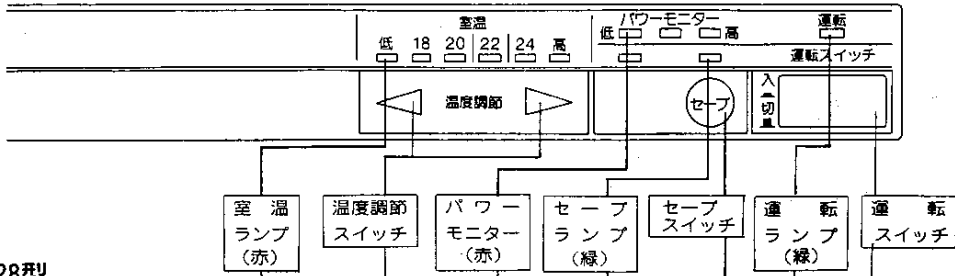 室温
低 18 20 22 24 高
パワーモニター
低 高
運転
運転スイッチ
温度調節
セーブ
入
切
室温
ランプ
(赤)
温度調節
スイッチ
パワー
モニター
(赤)
セーブ
ランプ
(緑)
セーブ
スイッチ
運転
ランプ
(緑)
運転
スイッチ